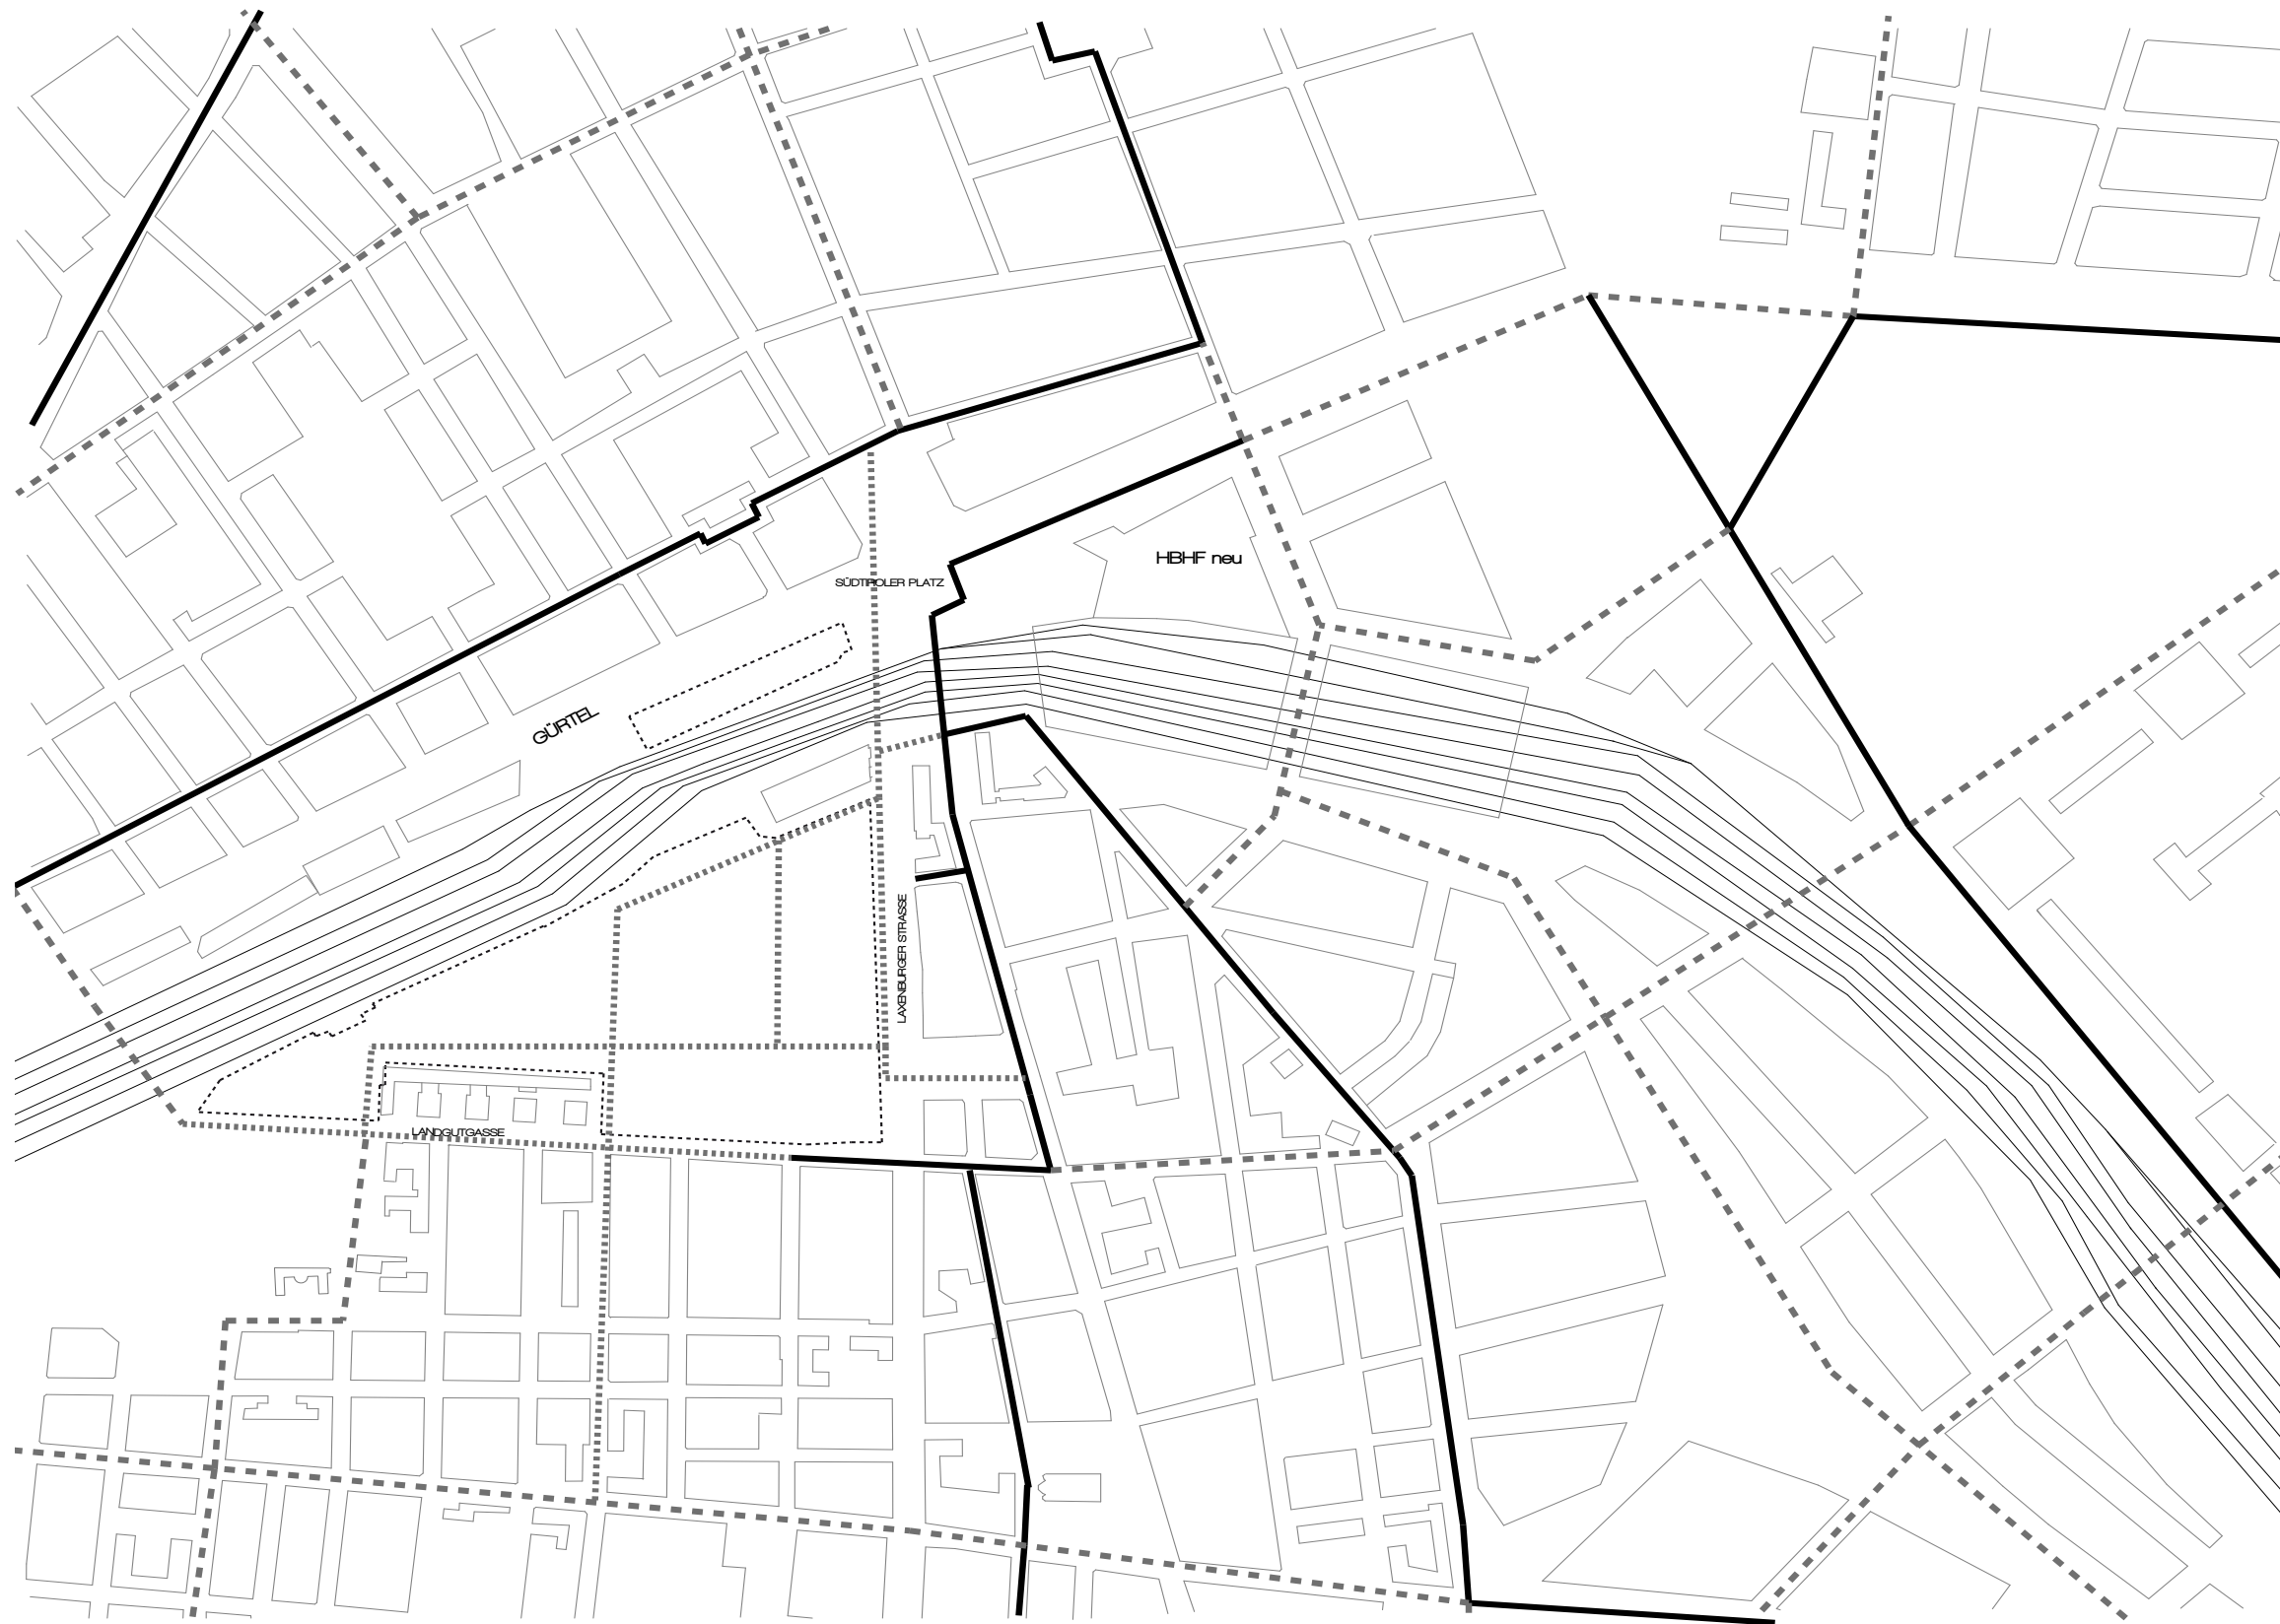 HBHF neu
SÜDTIROLER PLATZ
GÜRTEL
LAXENBURGER STRASSE
LANDGUTGASSE